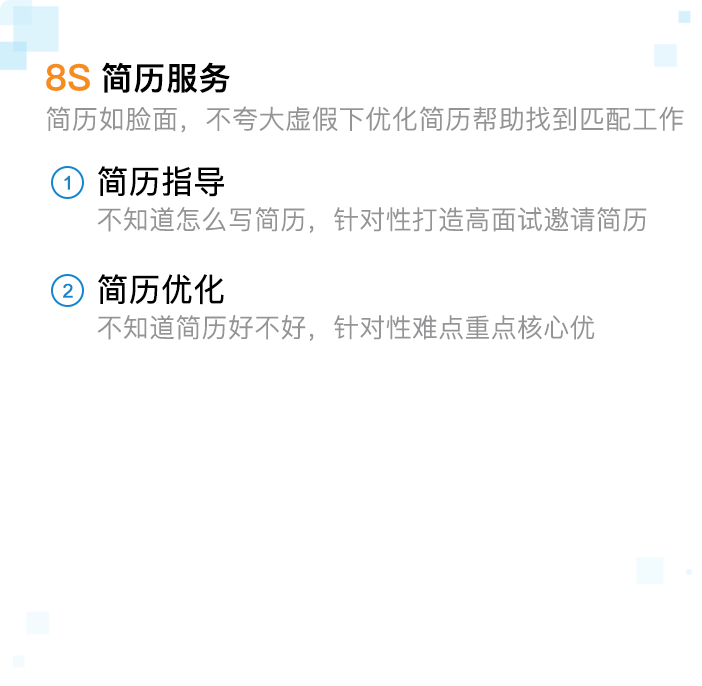 8S 简历服务
简历如脸面，不夸大虚假下优化简历帮助找到匹配工作
1 简历指导
不知道怎么写简历，针对性打造高面试邀请简历
2 简历优化
不知道简历好不好，针对性难点重点核心优